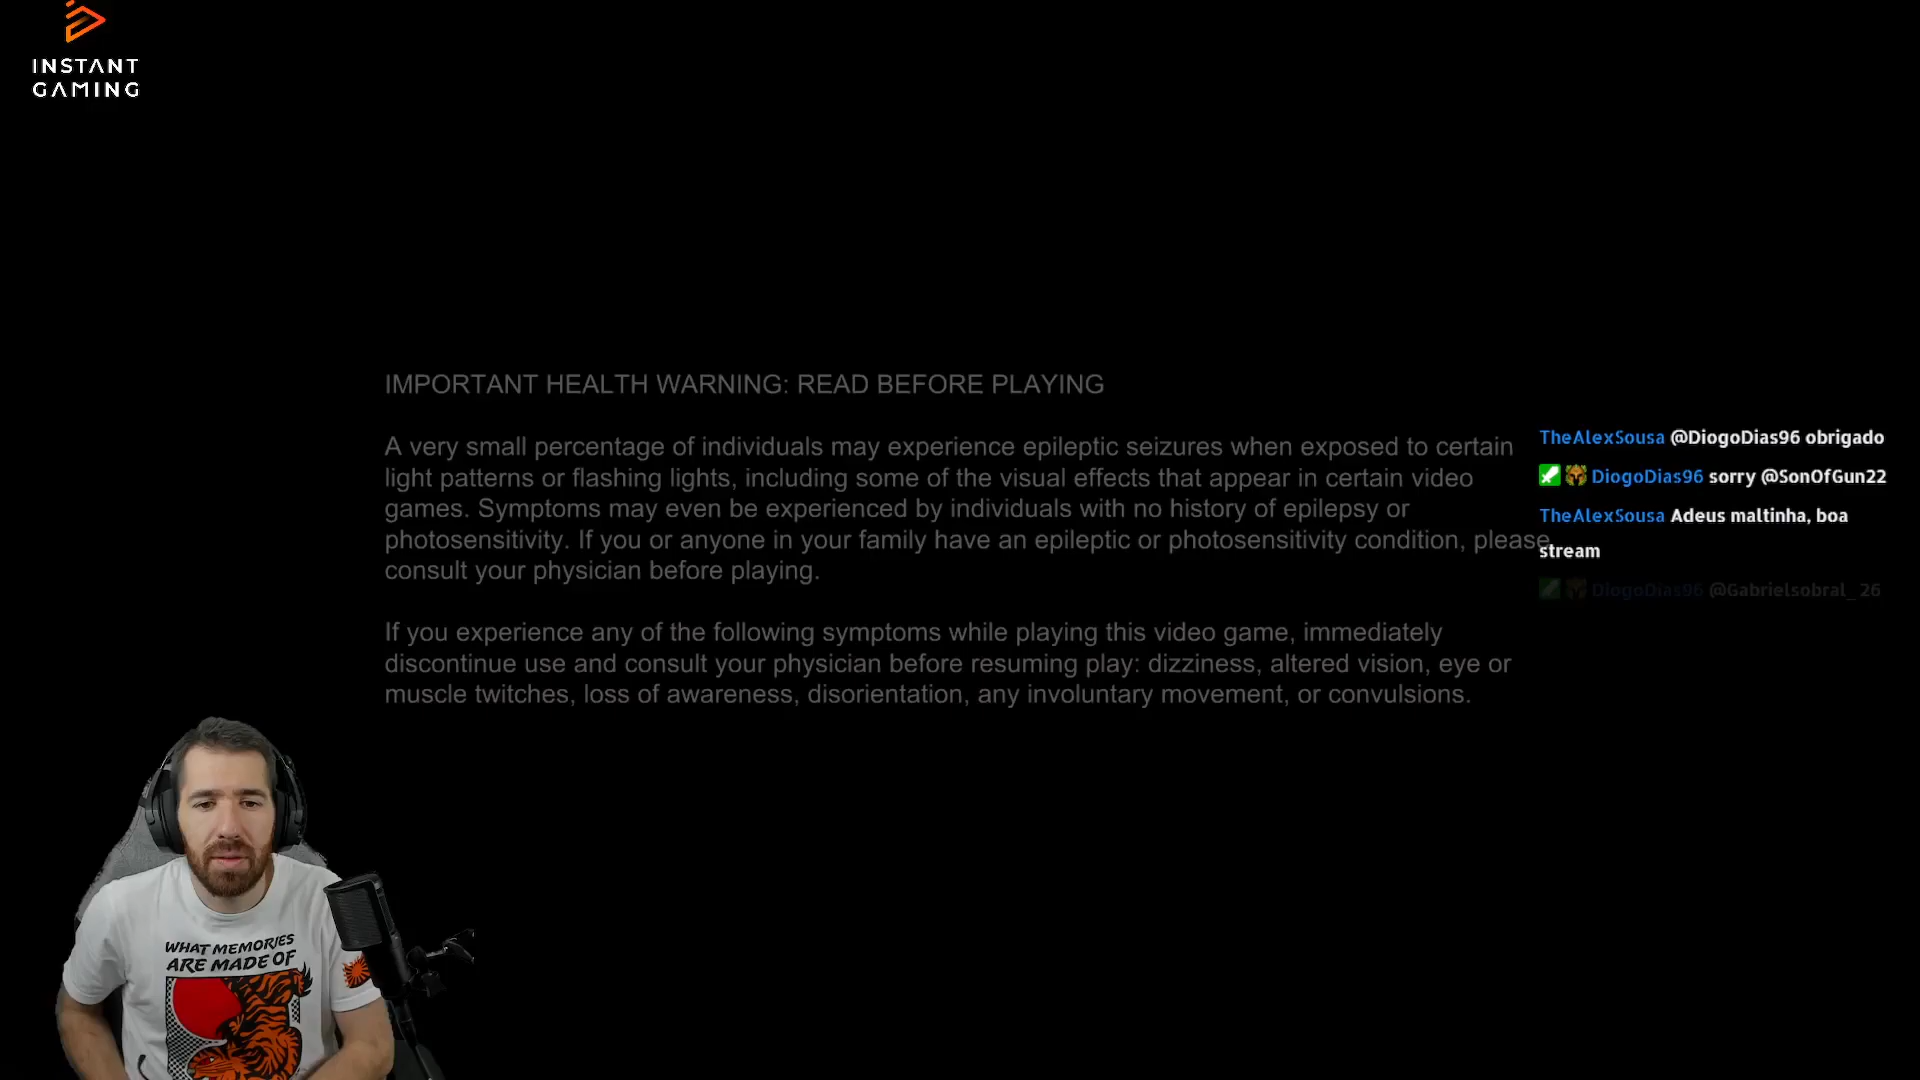 INSTANT
GAMING
IMPORTANT HEALTH WARNING: READ BEFORE PLAYING
A very small percentage of individuals may experience epileptic seizures when exposed to certain
light patterns or flashing lights, including some of the visual effects that appear in certain video
games. Symptoms may even be experienced by individuals with no history of epilepsy or
photosensitivity. If you or anyone in your family have an epileptic or photosensitivity condition, please
consult your physician before playing.
If you experience any of the following symptoms while playing this video game, immediately
discontinue use and consult your physician before resuming play: dizziness, altered vision, eye or
muscle twitches, loss of awareness, disorientation, any involuntary movement, or convulsions.
TheAlexSousa @DiogoDias96 obrigado
DiogoDias96 sorry @SonOfGun22
TheAlexSousa Adeus maltinha, boa
stream
DiogoDias96 @Gabrielsobral_26
WHAT MEMORIES
ARE MADE OF